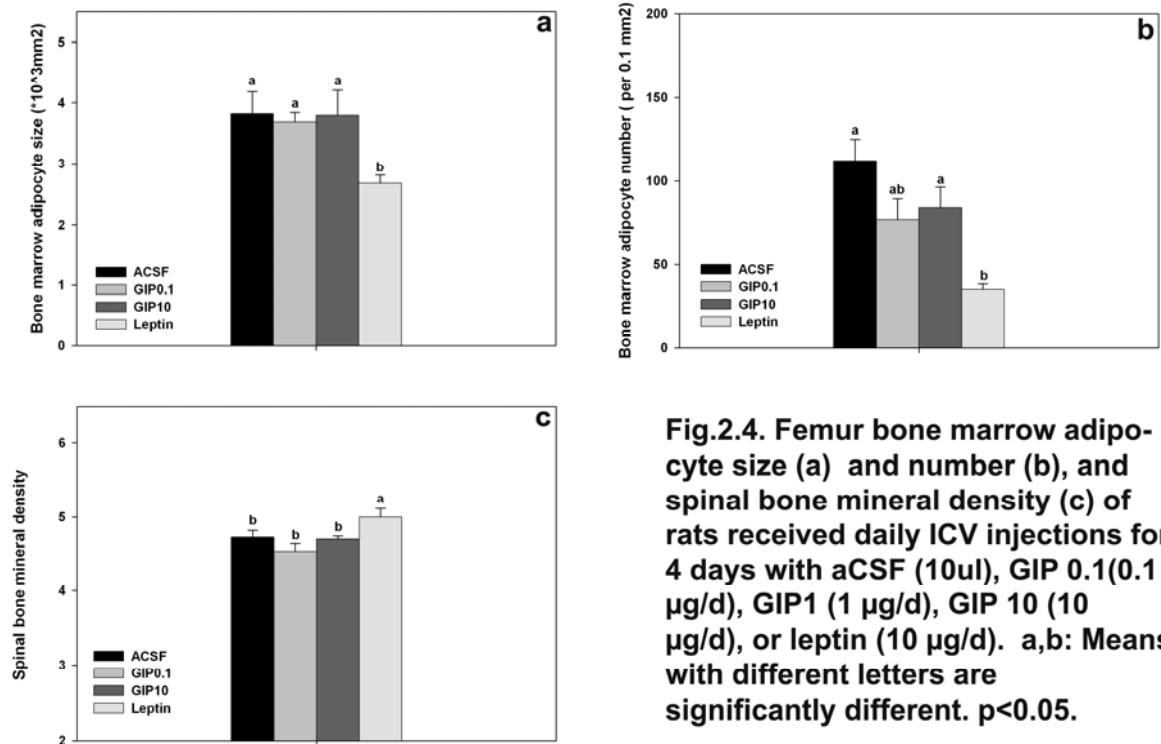 a
Bone marrow adipocyte size (*10^3mm2)
5
4
3
2
1
0
a
a
a
b
ACSF
GIP0.1
GIP10
Leptin
b
Bone marrow adipocyte number ( per 0.1 mm2)
200
150
100
50
0
a
ab
a
b
ACSF
GIP0.1
GIP10
Leptin
c
Spinal bone mineral density
6
5
4
3
2
b
b
b
a
ACSF
GIP0.1
GIP10
Leptin
Fig.2.4. Femur bone marrow adipo-
cyte size (a) and number (b), and
spinal bone mineral density (c) of
rats received daily ICV injections for
4 days with aCSF (10ul), GIP 0.1(0.1
µg/d), GIP1 (1 µg/d), GIP 10 (10
µg/d), or leptin (10 µg/d). a,b: Means
with different letters are
significantly different. p<0.05.